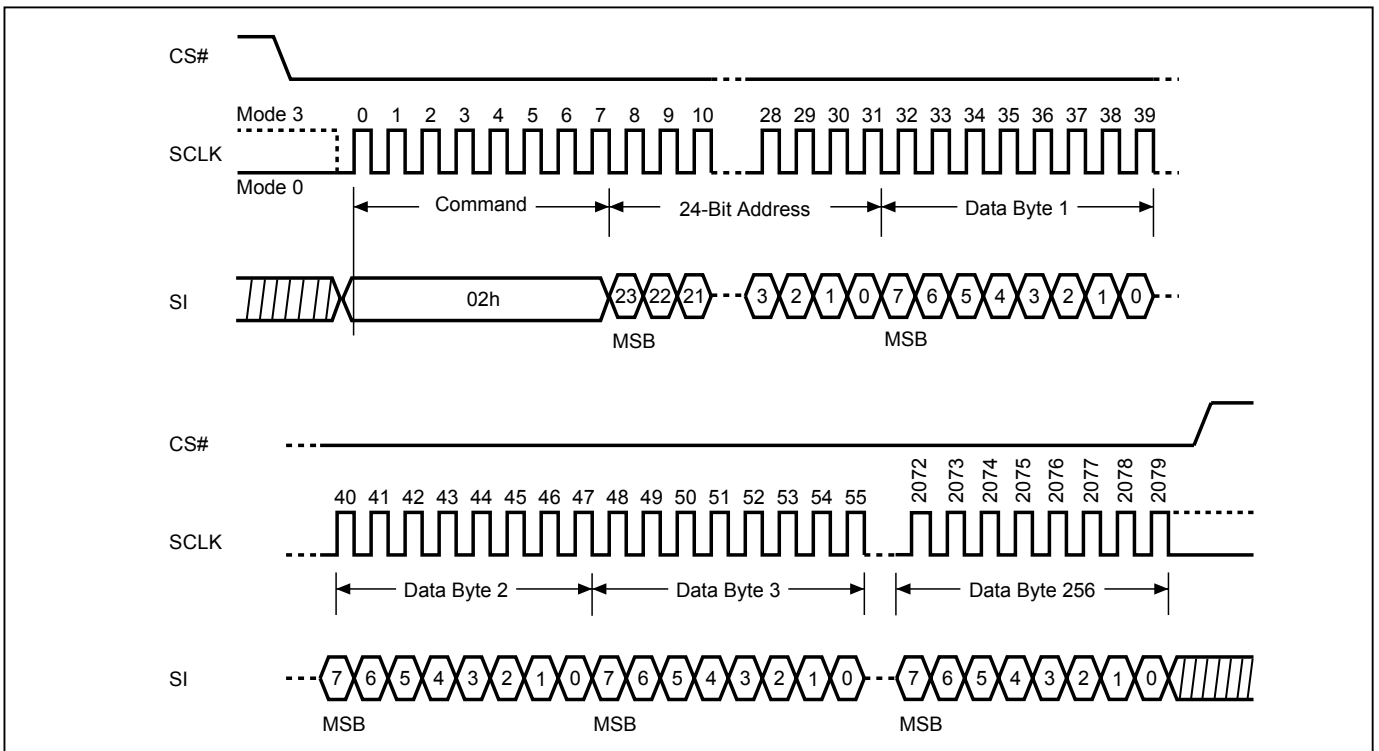 CS#
Mode 3 0 1 2 3 4 5 6 7 8 9 10 28 29 30 31 32 33 34 35 36 37 38 39
SCLK
Mode 0
Command 24-Bit Address Data Byte 1
SI 02h 23 22 21 3 2 1 0 7 6 5 4 3 2 1 0
MSB MSB
CS#
2072 2073 2074 2075 2076 2077 2078 2079
40 41 42 43 44 45 46 47 48 49 50 51 52 53 54 55
SCLK
Data Byte 2 Data Byte 3 Data Byte 256
SI 7 6 5 4 3 2 1 0 7 6 5 4 3 2 1 0 7 6 5 4 3 2 1 0
MSB MSB MSB